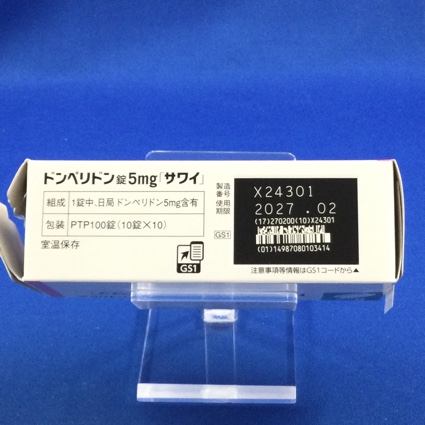 ドンペリドン錠5mg「サワイ」
組成 1錠中、日局 ドンペリドン5mg含有
包装 PTP100錠(10錠×10)
室温保存
GS1
製造番号 X24301
使用期限 2027.02
(17)270200(10)X24301
GS1
(01)14987080103414
注意事項等情報はGS1コードから▲